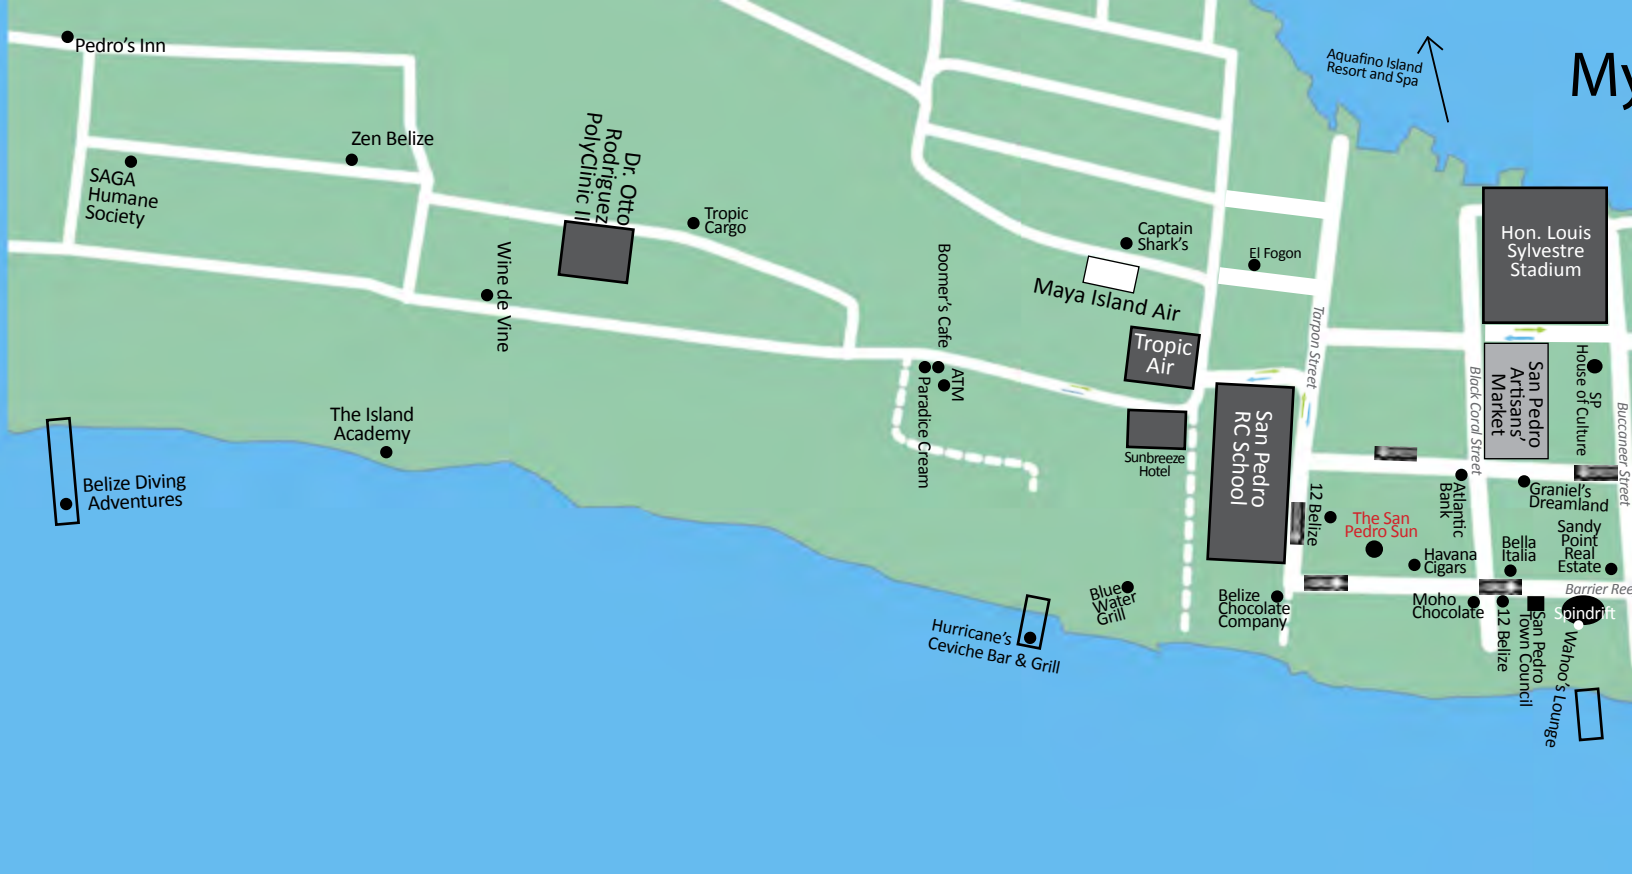 Pedro's Inn
Zen Belize
SAGA
Humane
Society
Dr. Otto
Rodriguez
PolyClinic II
Tropic
Cargo
Wine de Vine
Boomer's Cafe
ATM
Paradice Cream
The Island
Academy
Belize Diving
Adventures
Captain
Shark's
Maya Island Air
Tropic
Air
El Fogon
Sunbreeze
Hotel
San Pedro
RC School
Tarpon Street
Aquafino Island
Resort and Spa
My
Hon. Louis
Sylvestre
Stadium
San Pedro
Artisans'
Market
SP
House of Culture
Black Coral Street
Buccaneer Street
12 Belize
The San
Pedro Sun
Atlantic
Bank
Graniel's
Dreamland
Havana
Cigars
Bella
Italia
Sandy
Point
Real
Estate
Barrier Ree
Blue
Water
Grill
Hurricane's
Ceviche Bar & Grill
Belize
Chocolate
Company
Moho
Chocolate
12 Belize
San Pedro
Town Council
Spindrift
Wahoo's Lounge